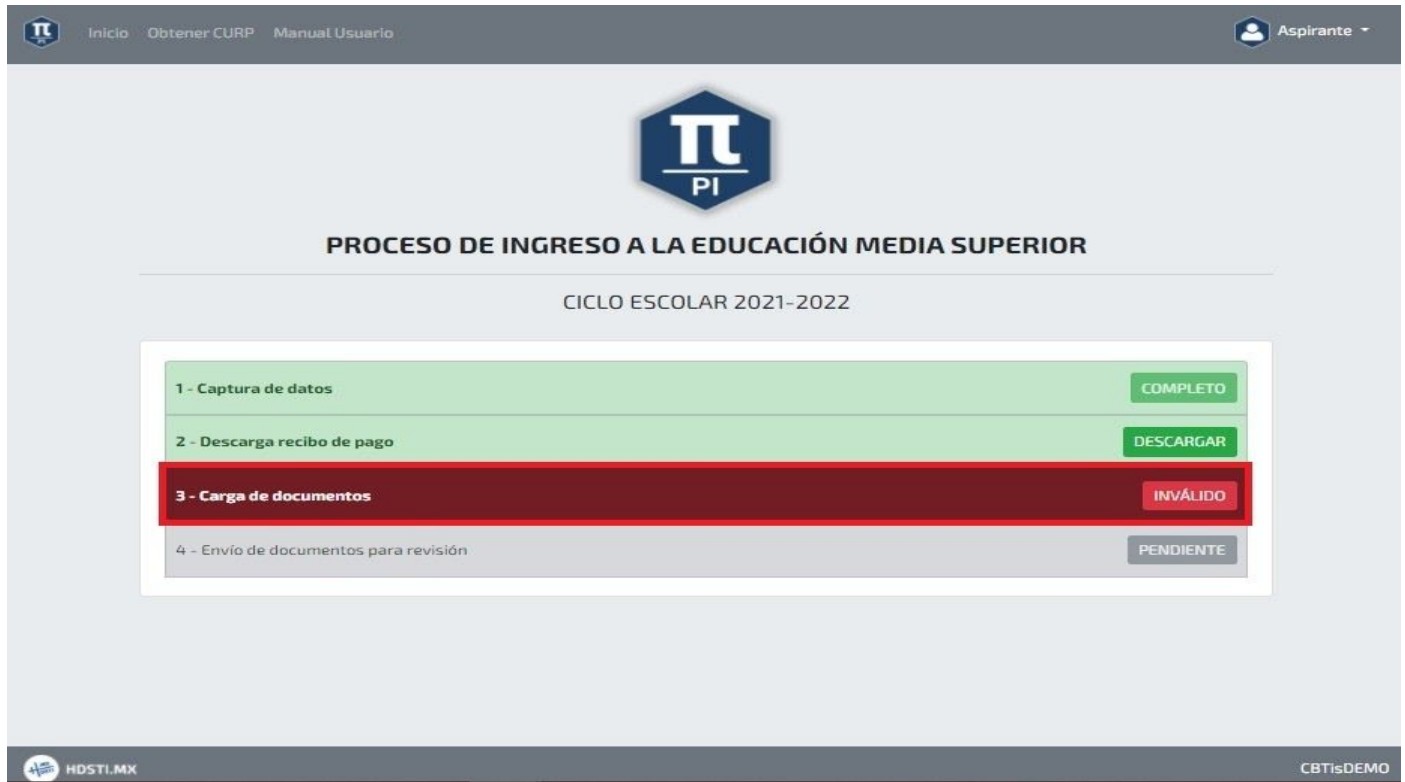 π PI Inicio Obtener CURP Manual Usuario Aspirante
π
PI
PROCESO DE INGRESO A LA EDUCACIÓN MEDIA SUPERIOR
CICLO ESCOLAR 2021-2022
1 - Captura de datos COMPLETO
2 - Descarga recibo de pago DESCARGAR
3 - Carga de documentos INVÁLIDO
4 - Envío de documentos para revisión PENDIENTE
HDSTI.MX CBTisDEMO